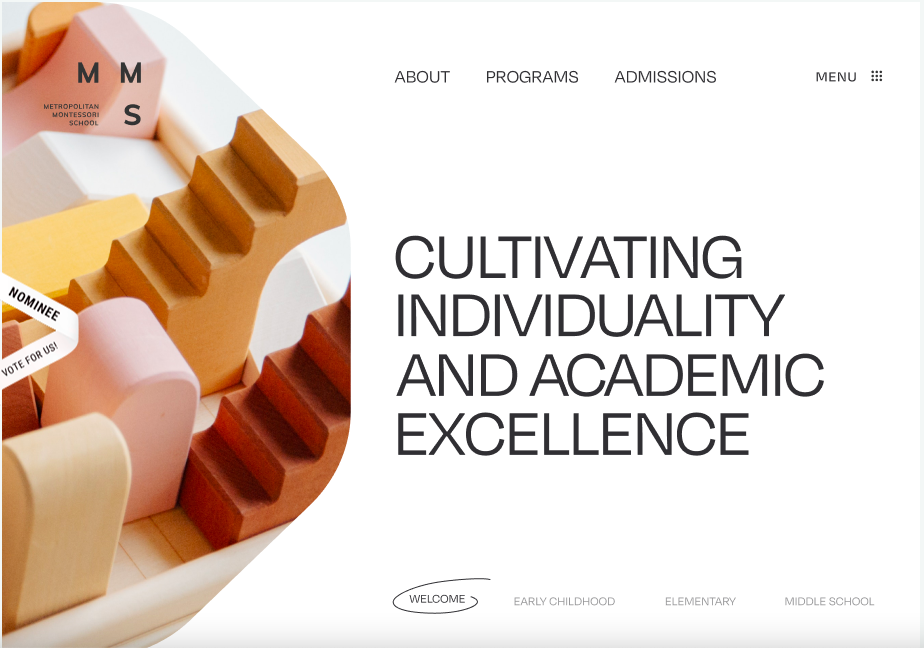 M M
S
METROPOLITAN
MONTESSORI
SCHOOL
ABOUT PROGRAMS ADMISSIONS MENU
NOMINEE
VOTE FOR US!
CULTIVATING
INDIVIDUALITY
AND ACADEMIC
EXCELLENCE
WELCOME EARLY CHILDHOOD ELEMENTARY MIDDLE SCHOOL